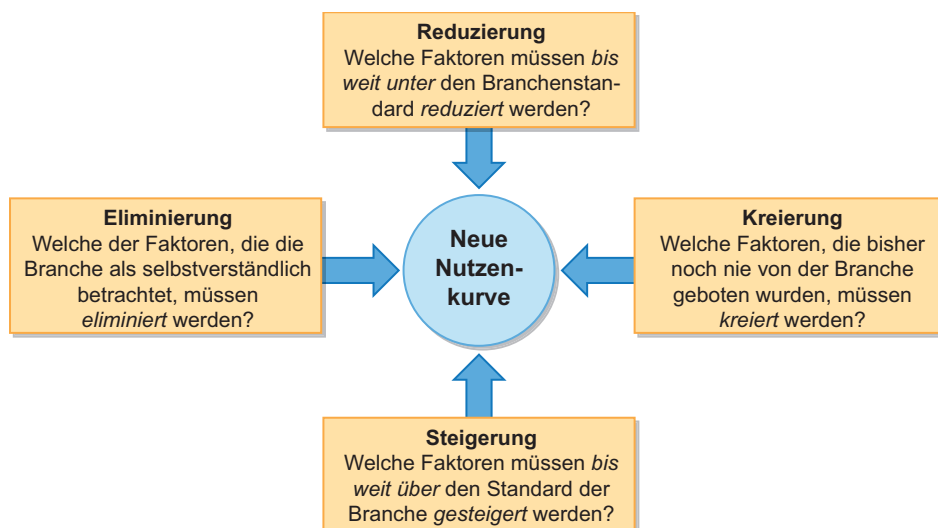 Reduzierung
Welche Faktoren müssen bis
weit unter den Branchenstan-
dard reduziert werden?
Eliminierung
Welche der Faktoren, die die
Branche als selbstverständlich
betrachtet, müssen
eliminiert werden?
Neue
Nutzen-
kurve
Kreierung
Welche Faktoren, die bisher
noch nie von der Branche
geboten wurden, müssen
kreiert werden?
Steigerung
Welche Faktoren müssen bis
weit über den Standard der
Branche gesteigert werden?